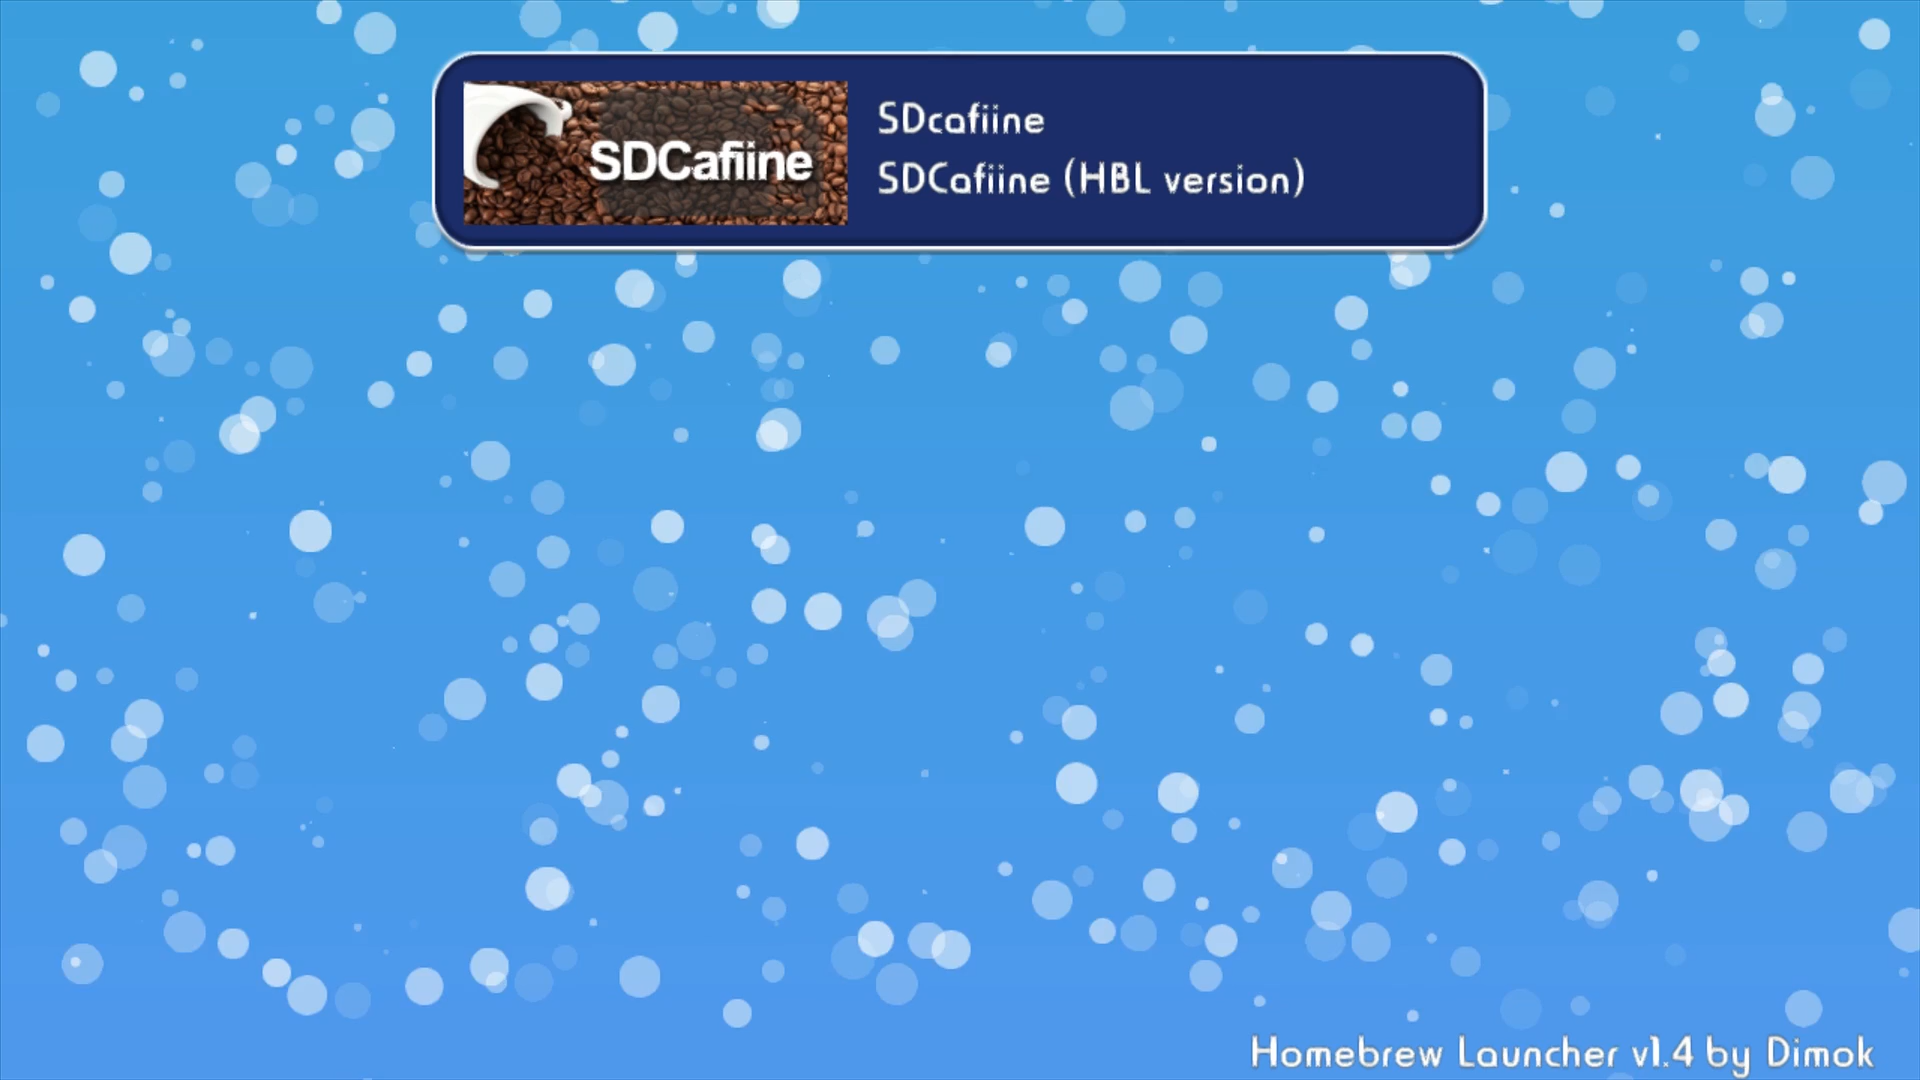 SDCafiine
SDcafiine
SDCafiine (HBL version)
Homebrew Launcher v1.4 by Dimok